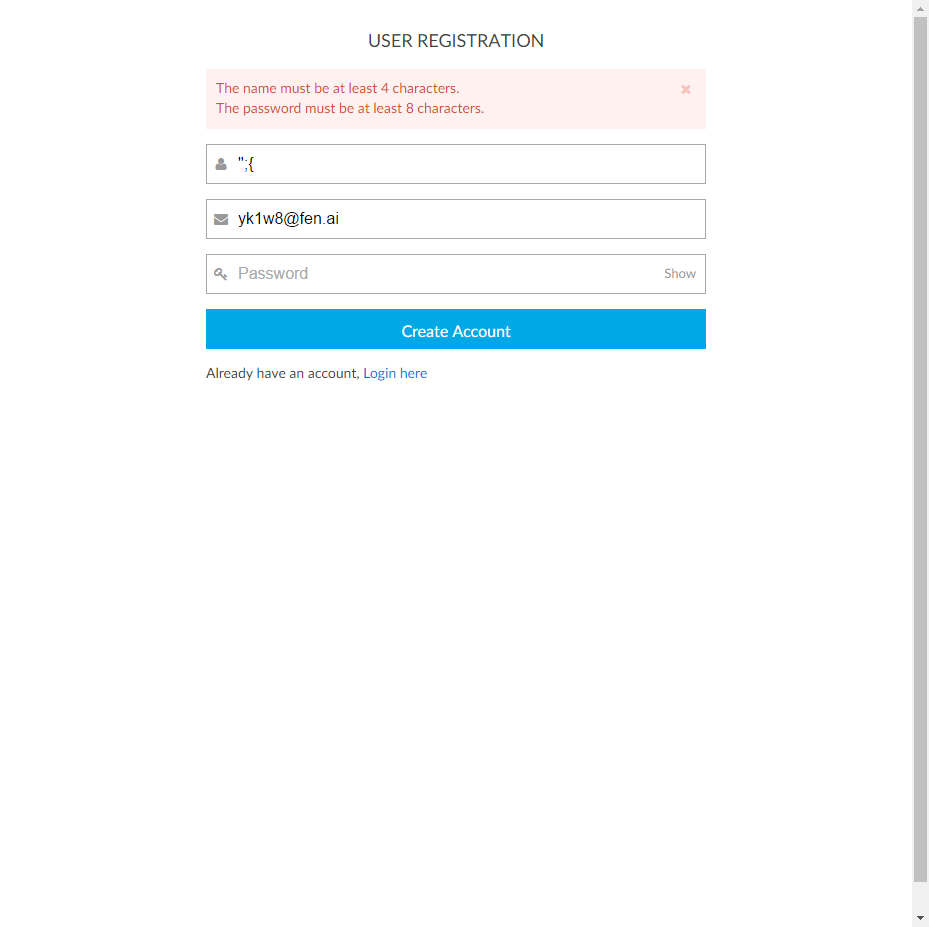 USER REGISTRATION
The name must be at least 4 characters.
The password must be at least 8 characters.
";{
yk1w8@fen.ai
Password Show
Create Account
Already have an account, Login here